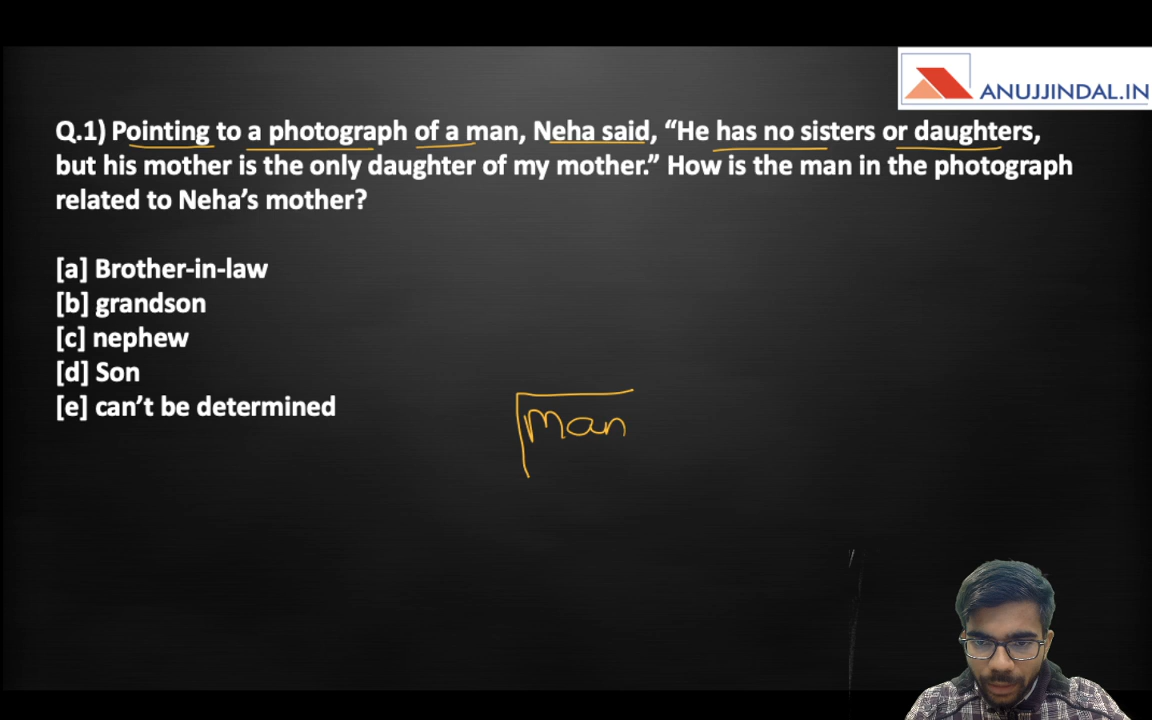 ANUJJINDAL.IN
Q.1) Pointing to a photograph of a man, Neha said, “He has no sisters or daughters,
but his mother is the only daughter of my mother.” How is the man in the photograph
related to Neha’s mother?
[a] Brother-in-law
[b] grandson
[c] nephew
[d] Son
[e] can’t be determined
man